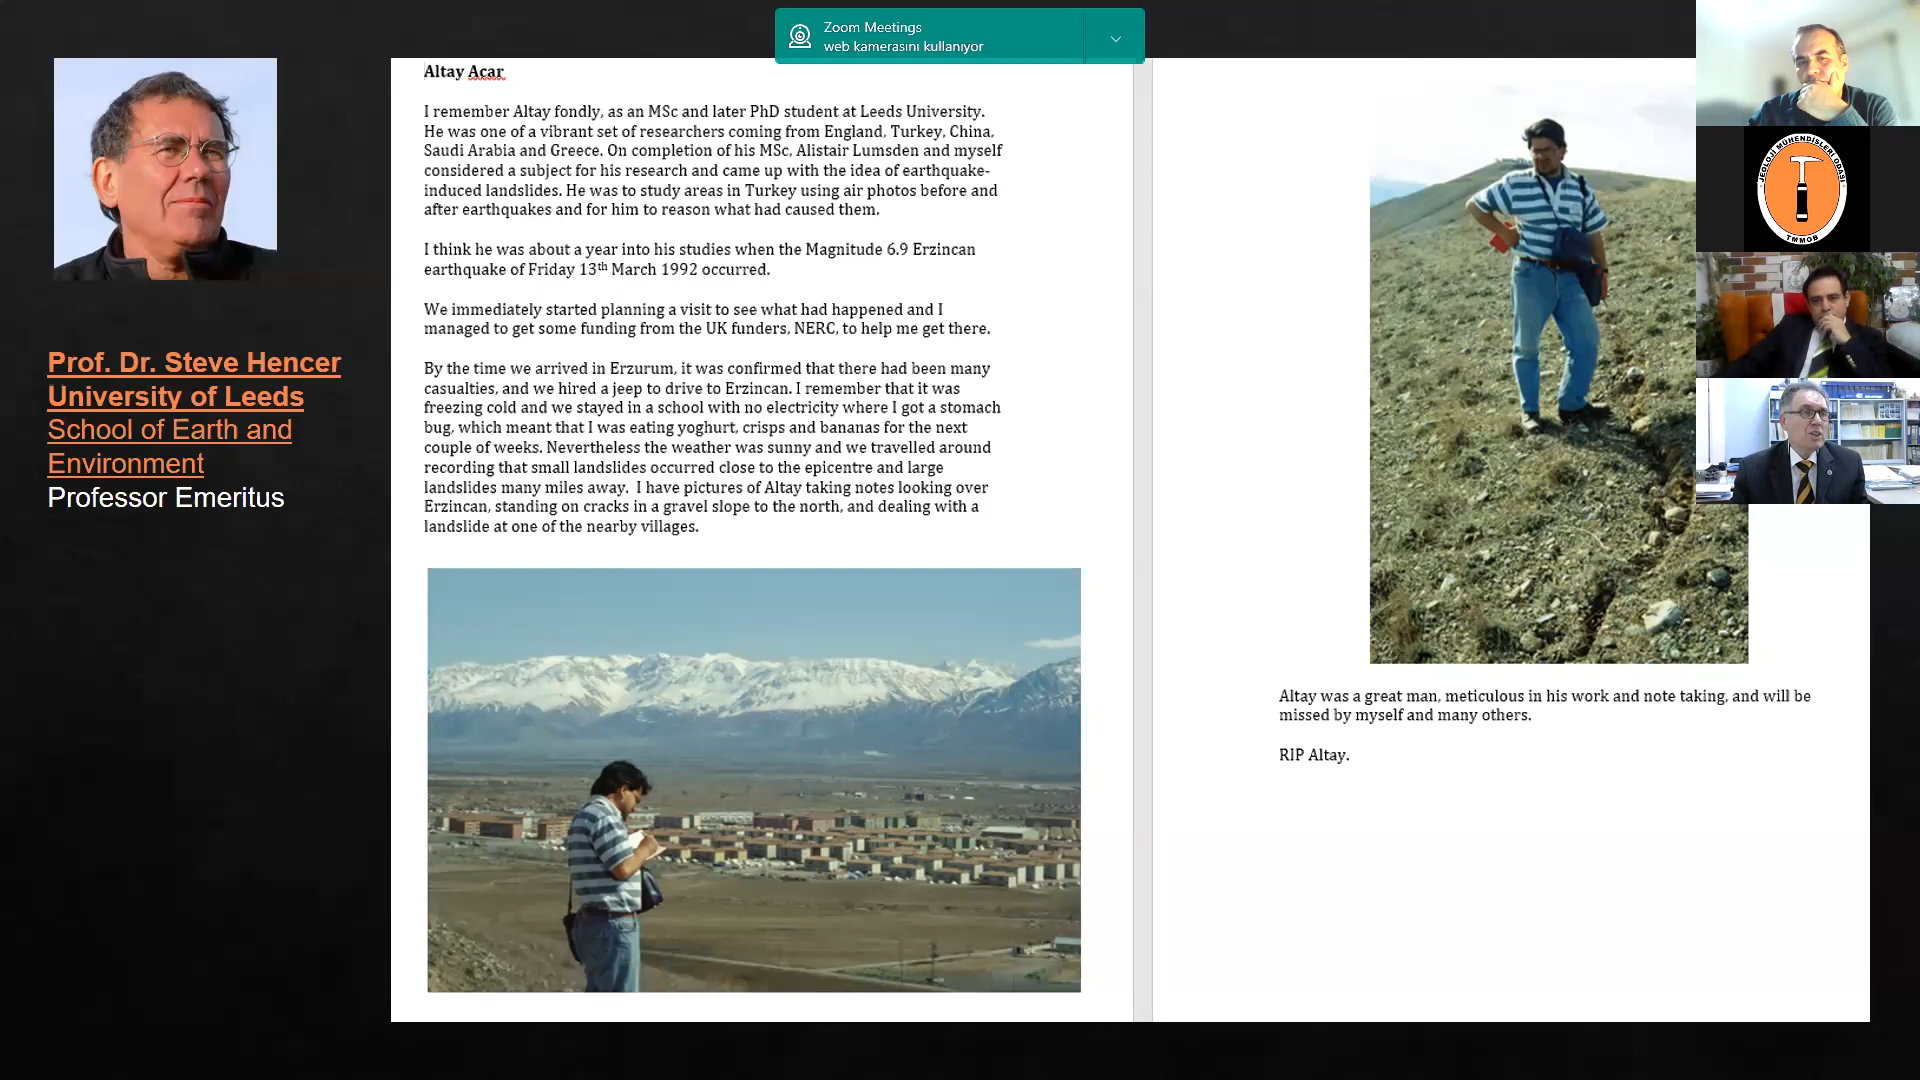 Zoom Meetings
web kamerasını kullanıyor
Prof. Dr. Steve Hencer
University of Leeds
School of Earth and
Environment
Professor Emeritus
Altay Acar
I remember Altay fondly, as an MSc and later PhD student at Leeds University.
He was one of a vibrant set of researchers coming from England, Turkey, China,
Saudi Arabia and Greece. On completion of his MSc, Alistair Lumsden and myself
considered a subject for his research and came up with the idea of earthquake-
induced landslides. He was to study areas in Turkey using air photos before and
after earthquakes and for him to reason what had caused them.
I think he was about a year into his studies when the Magnitude 6.9 Erzincan
earthquake of Friday 13th March 1992 occurred.
We immediately started planning a visit to see what had happened and I
managed to get some funding from the UK funders, NERC, to help me get there.
By the time we arrived in Erzurum, it was confirmed that there had been many
casualties, and we hired a jeep to drive to Erzincan. I remember that it was
freezing cold and we stayed in a school with no electricity where I got a stomach
bug, which meant that I was eating yoghurt, crisps and bananas for the next
couple of weeks. Nevertheless the weather was sunny and we travelled around
recording that small landslides occurred close to the epicentre and large
landslides many miles away. I have pictures of Altay taking notes looking over
Erzincan, standing on cracks in a gravel slope to the north, and dealing with a
landslide at one of the nearby villages.
Altay was a great man, meticulous in his work and note taking, and will be
missed by myself and many others.
RIP Altay.
JEOLOJİ MÜHENDİSLERİ ODASI
TMMOB